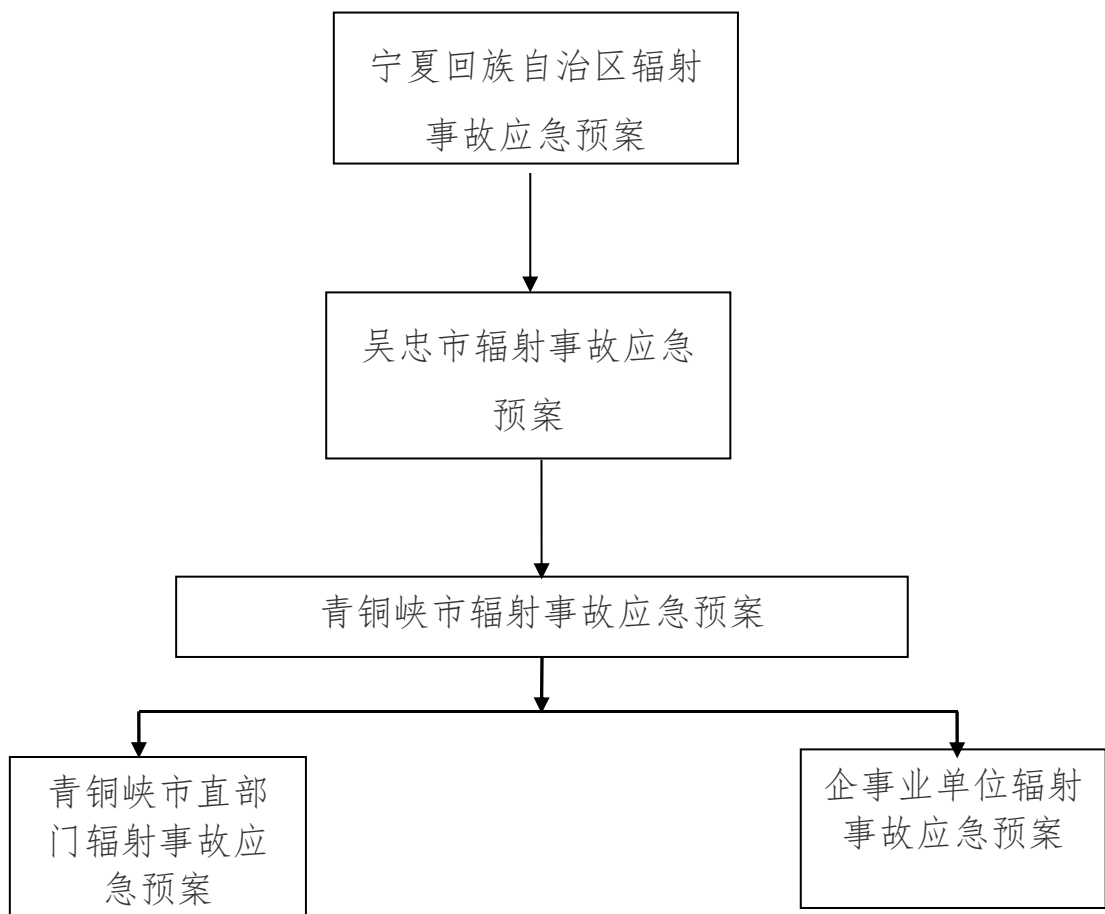 宁夏回族自治区辐射
事故应急预案
吴忠市辐射事故应急
预案
青铜峡市辐射事故应急预案
青铜峡市直部
门辐射事故应
急预案
企事业单位辐射
事故应急预案